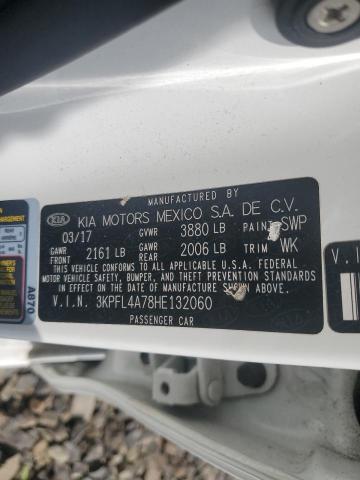 MANUFACTURED BY
KIA KIA MOTORS MEXICO S.A. DE C.V.
03/17 GVWR 3880 LB PAINT SWP
GAWR FRONT 2161 LB GAWR REAR 2006 LB TRIM WK
THIS VEHICLE CONFORMS TO ALL APPLICABLE U.S.A. FEDERAL
MOTOR VEHICLE SAFETY, BUMPER, AND THEFT PREVENTION STANDARDS
IN EFFECT ON THE DATE OF MANUFACTURE SHOWN ABOVE.
V.I.N. 3KPFL4A78HE132060
PASSENGER CAR
A870
V.I